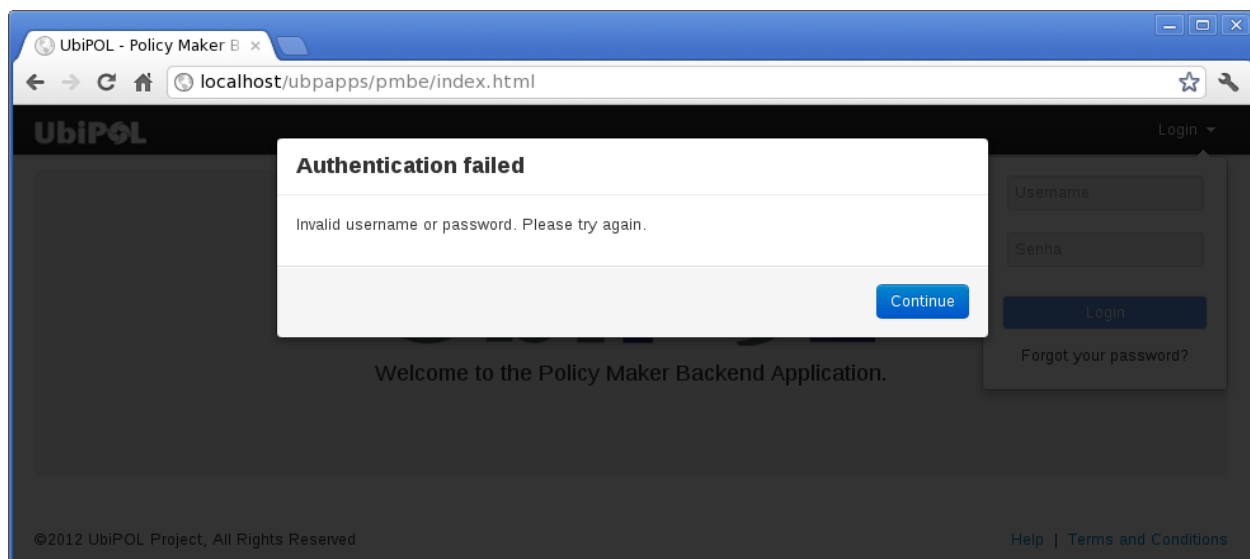 UbiPOL - Policy Maker B
localhost/ubpapps/pmbe/index.html
UbiPOL
Login
Authentication failed
Invalid username or password. Please try again.
Continue
Username
Senha
Login
Forgot your password?
Welcome to the Policy Maker Backend Application.
©2012 UbiPOL Project, All Rights Reserved
Help | Terms and Conditions